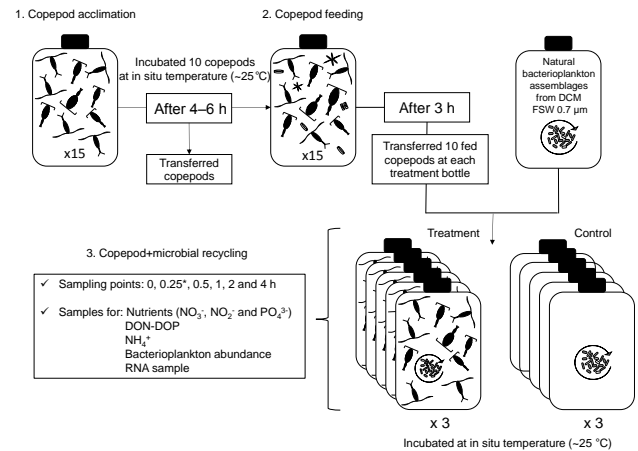 1. Copepod acclimation
2. Copepod feeding
Incubated 10 copepods
at in situ temperature (~25 °C)
After 4–6 h
Transferred
copepods
x15
x15
After 3 h
Transferred 10 fed
copepods at each
treatment bottle
Natural
bacterioplankton
assemblages
from DCM
FSW 0.7 µm
3. Copepod+microbial recycling
✓ Sampling points: 0, 0.25*, 0.5, 1, 2 and 4 h
✓ Samples for: Nutrients (NO₃⁻, NO₂⁻ and PO₄³⁻)
DON-DOP
NH₄⁺
Bacterioplankton abundance
RNA sample
Treatment
Control
x 3
x 3
Incubated at in situ temperature (~25 °C)